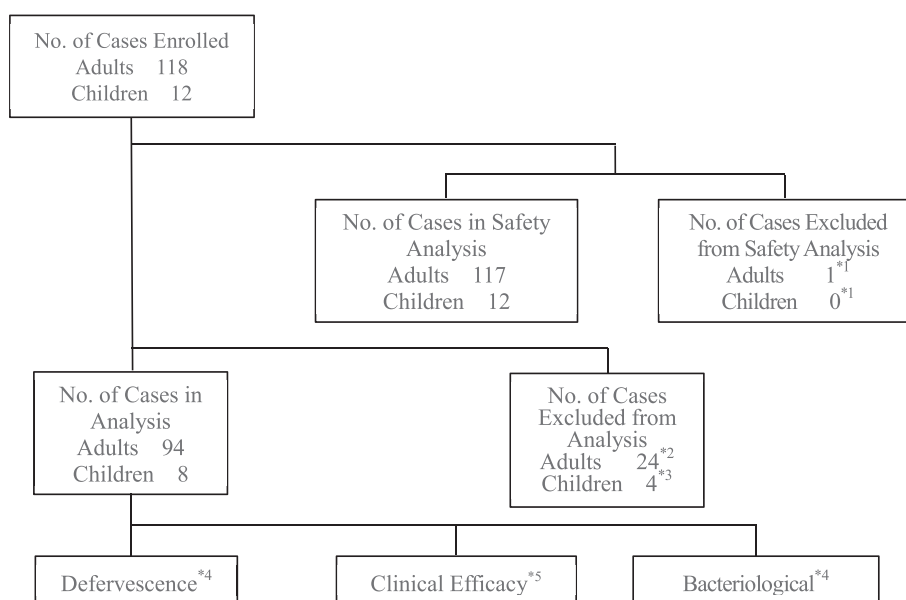 No. of Cases Enrolled
Adults 118
Children 12
No. of Cases in Safety
Analysis
Adults 117
Children 12
No. of Cases Excluded
from Safety Analysis
Adults 1*1
Children 0*1
No. of Cases in
Analysis
Adults 94
Children 8
No. of Cases
Excluded from
Analysis
Adults 24*2
Children 4*3
Defervescence*4
Clinical Efficacy*5
Bacteriological*4